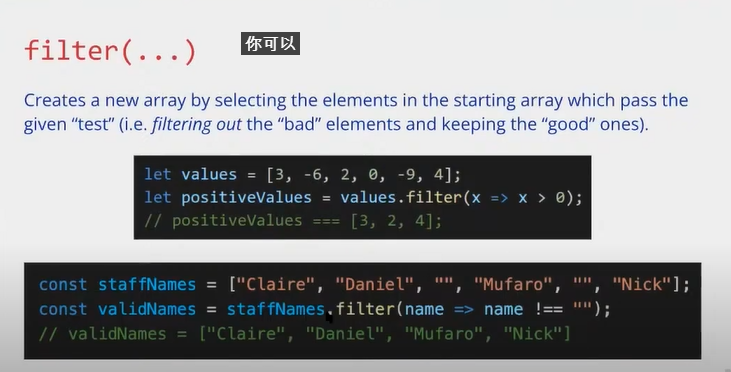 filter(...)
你可以
Creates a new array by selecting the elements in the starting array which pass the
given “test” (i.e. filtering out the “bad” elements and keeping the “good” ones).
let values = [3, -6, 2, 0, -9, 4];
let positiveValues = values.filter(x => x > 0);
// positiveValues === [3, 2, 4];
const staffNames = ["Claire", "Daniel", "", "Mufaro", "", "Nick"];
const validNames = staffNames.filter(name => name !== "");
// validNames = ["Claire", "Daniel", "Mufaro", "Nick"]